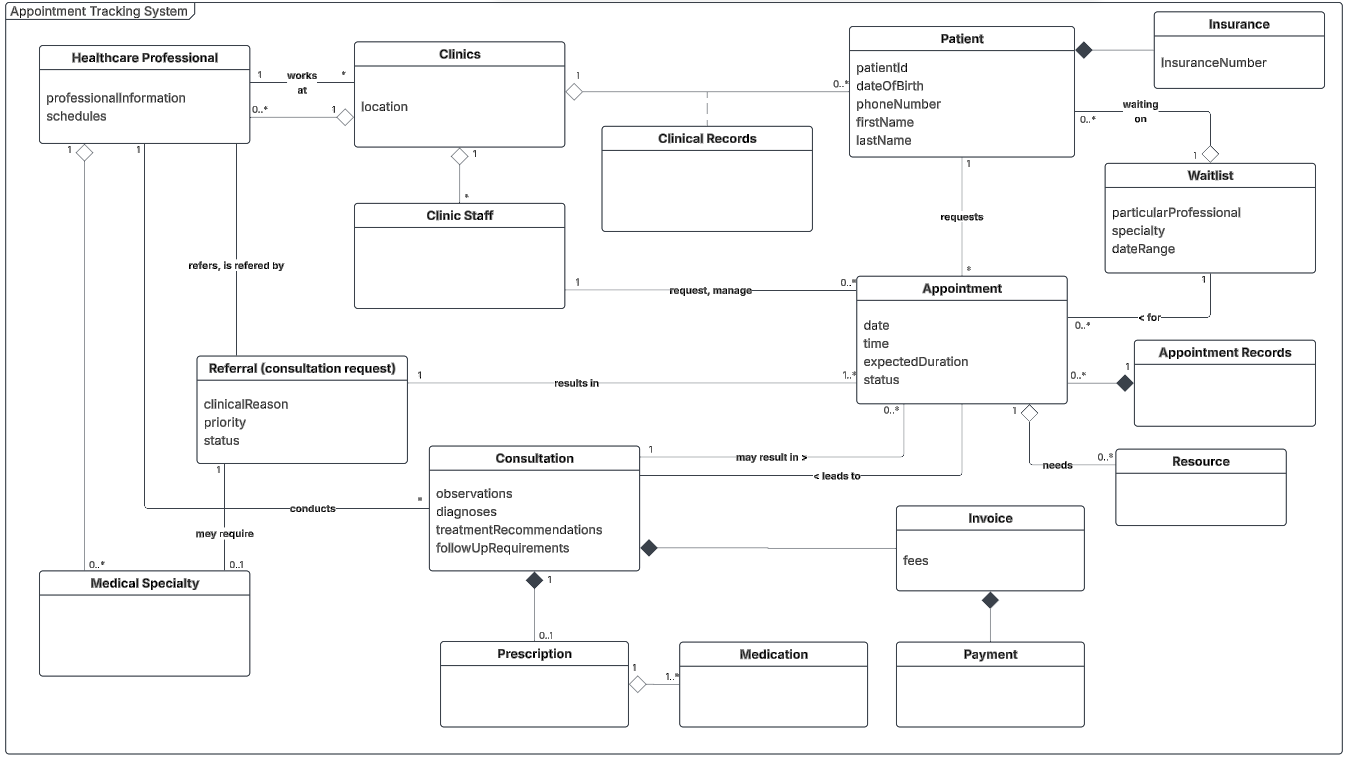 Appointment Tracking System
Healthcare Professional
professionalInformation
schedules
1
works
at
*
0..*
1
Clinics
location
1
0..*
Patient
patientId
dateOfBirth
phoneNumber
firstName
lastName
Insurance
InsuranceNumber
waiting
on
0..*
1
Clinical Records
1
1
1
*
Clinic Staff
1
requests
*
Waitlist
particularProfessional
specialty
dateRange
refers, is refered by
1
request, manage
0..*
Appointment
date
time
expectedDuration
status
1
< for
0..*
Referral (consultation request)
clinicalReason
priority
status
1
results in
1..*
0..*
1
Appointment Records
0..*
1
1
may result in >
< leads to
needs
0..*
Resource
Consultation
observations
diagnoses
treatmentRecommendations
followUpRequirements
1
*
conducts
mey require
0..*
0..1
Medical Specialty
Invoice
fees
1
0..1
Prescription
1
1..*
Medication
Payment